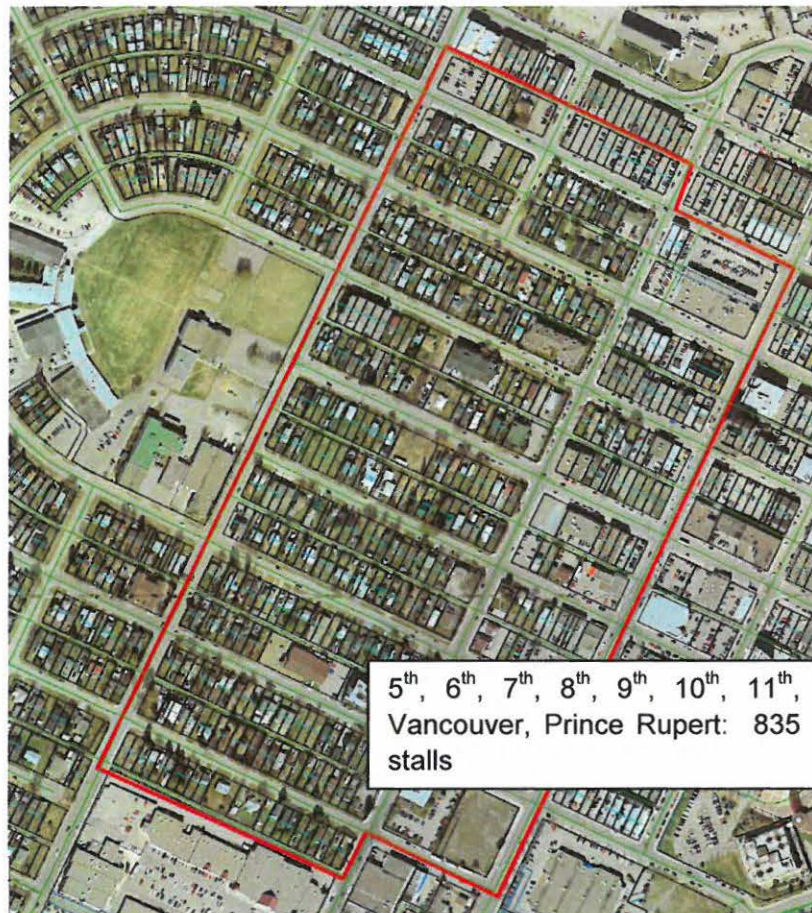 5th, 6th, 7th, 8th, 9th, 10th, 11th,
Vancouver, Prince Rupert: 835
stalls